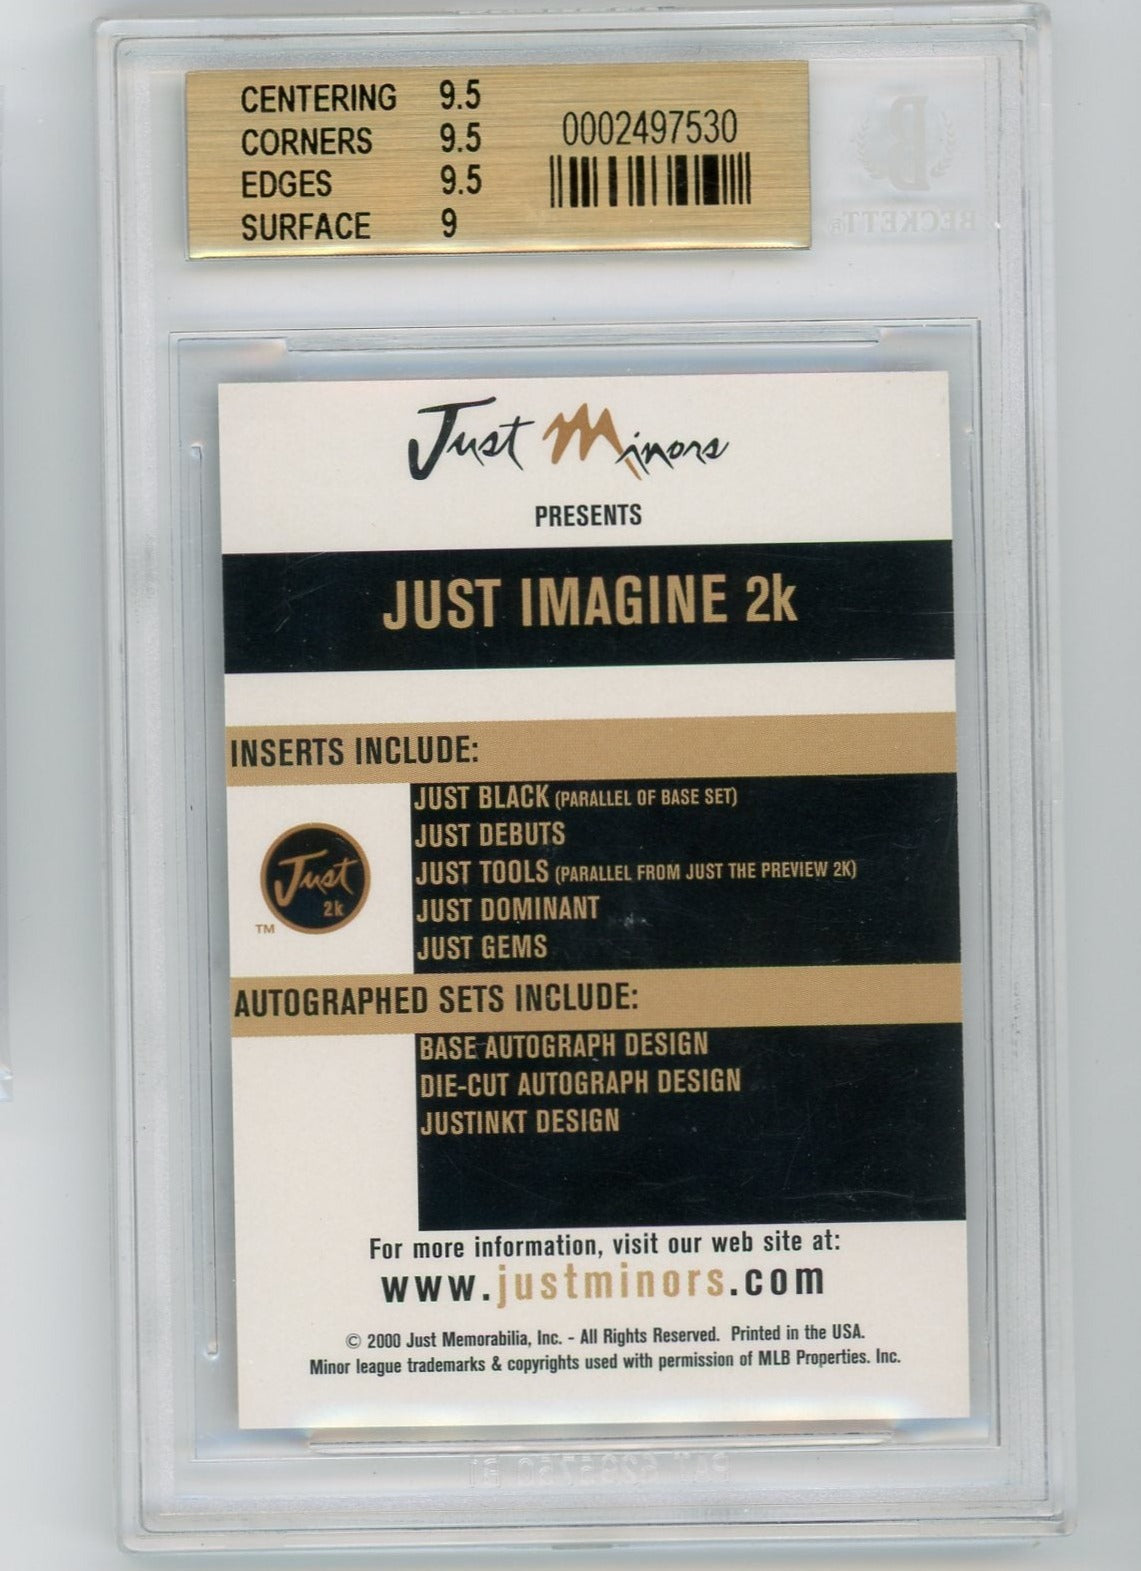 CENTERING 9.5
CORNERS 9.5
EDGES 9.5
SURFACE 9
0002497530
BECKETT®
Just Minors
PRESENTS
JUST IMAGINE 2k
INSERTS INCLUDE:
JUST BLACK (PARALLEL OF BASE SET)
JUST DEBUTS
JUST TOOLS (PARALLEL FROM JUST THE PREVIEW 2K)
JUST DOMINANT
JUST GEMS
Just
2k
TM
AUTOGRAPHED SETS INCLUDE:
BASE AUTOGRAPH DESIGN
DIE-CUT AUTOGRAPH DESIGN
JUSTINKT DESIGN
For more information, visit our web site at:
www.justminors.com
© 2000 Just Memorabilia, Inc. - All Rights Reserved. Printed in the USA.
Minor league trademarks & copyrights used with permission of MLB Properties. Inc.